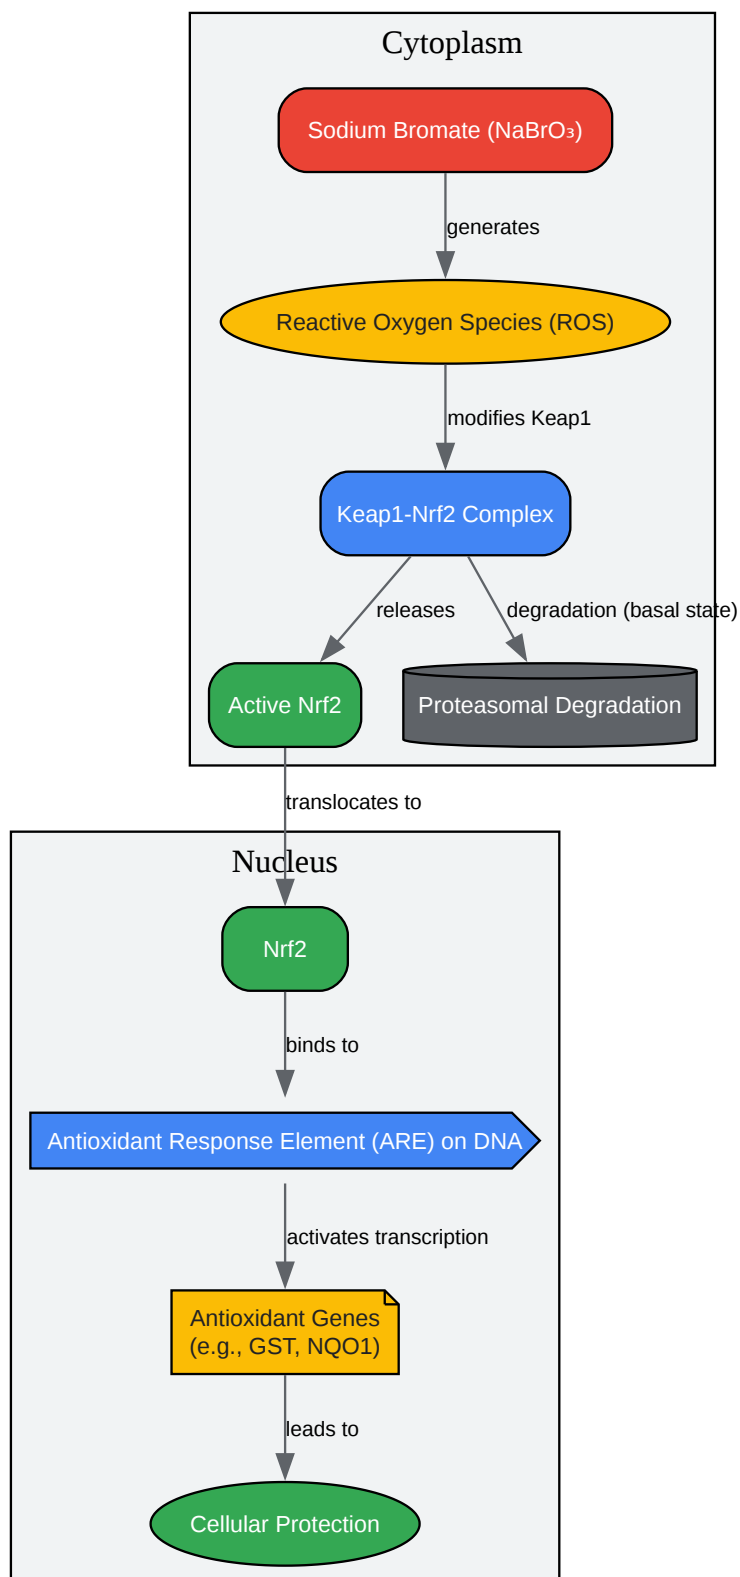 Cytoplasm
Sodium Bromate (NaBrO₃)
generates
Reactive Oxygen Species (ROS)
modifies Keap1
Keap1-Nrf2 Complex
releases
degradation (basal state)
Active Nrf2
Proteasomal Degradation
translocates to
Nucleus
Nrf2
binds to
Antioxidant Response Element (ARE) on DNA
activates transcription
Antioxidant Genes
(e.g., GST, NQO1)
leads to
Cellular Protection